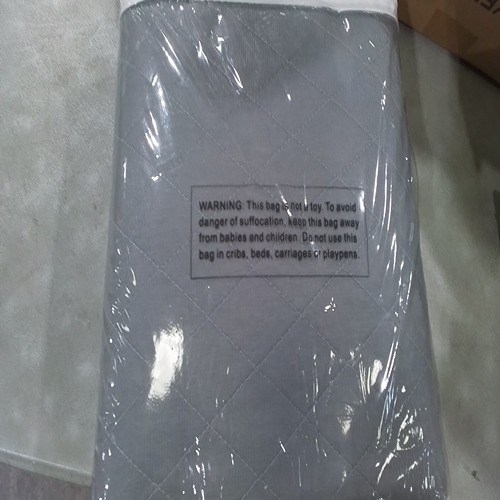 WARNING: This bag is not a toy. To avoid
danger of suffocation, keep this bag away
from babies and children. Do not use this
bag in cribs, beds, carriages or playpens.